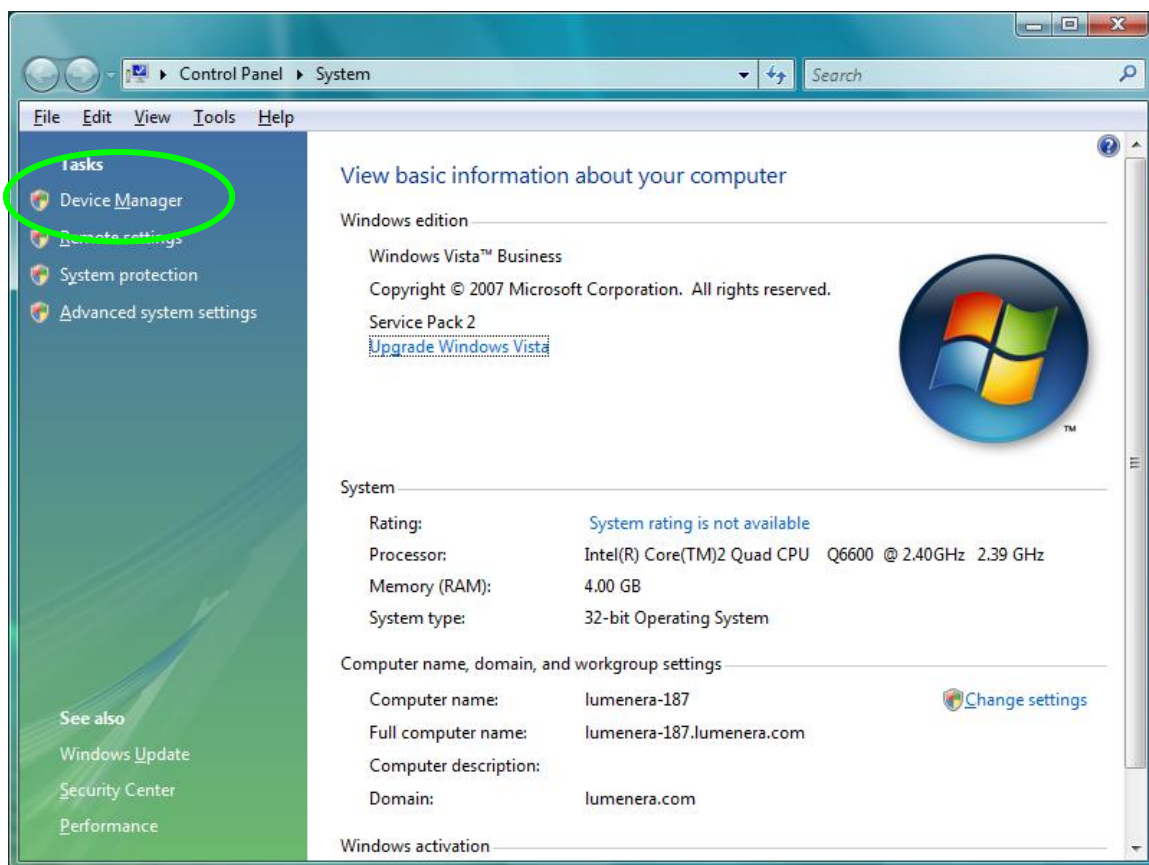 Control Panel System
Search
File Edit View Tools Help
Tasks
Device Manager
Remote settings
System protection
Advanced system settings
See also
Windows Update
Security Center
Performance
View basic information about your computer
Windows edition
Windows Vista™ Business
Copyright © 2007 Microsoft Corporation. All rights reserved.
Service Pack 2
Upgrade Windows Vista
TM
System
Rating: System rating is not available
Processor: Intel(R) Core(TM)2 Quad CPU Q6600 @ 2.40GHz 2.39 GHz
Memory (RAM): 4.00 GB
System type: 32-bit Operating System
Computer name, domain, and workgroup settings
Computer name: lumenera-187 Change settings
Full computer name: lumenera-187.lumenera.com
Computer description:
Domain: lumenera.com
Windows activation